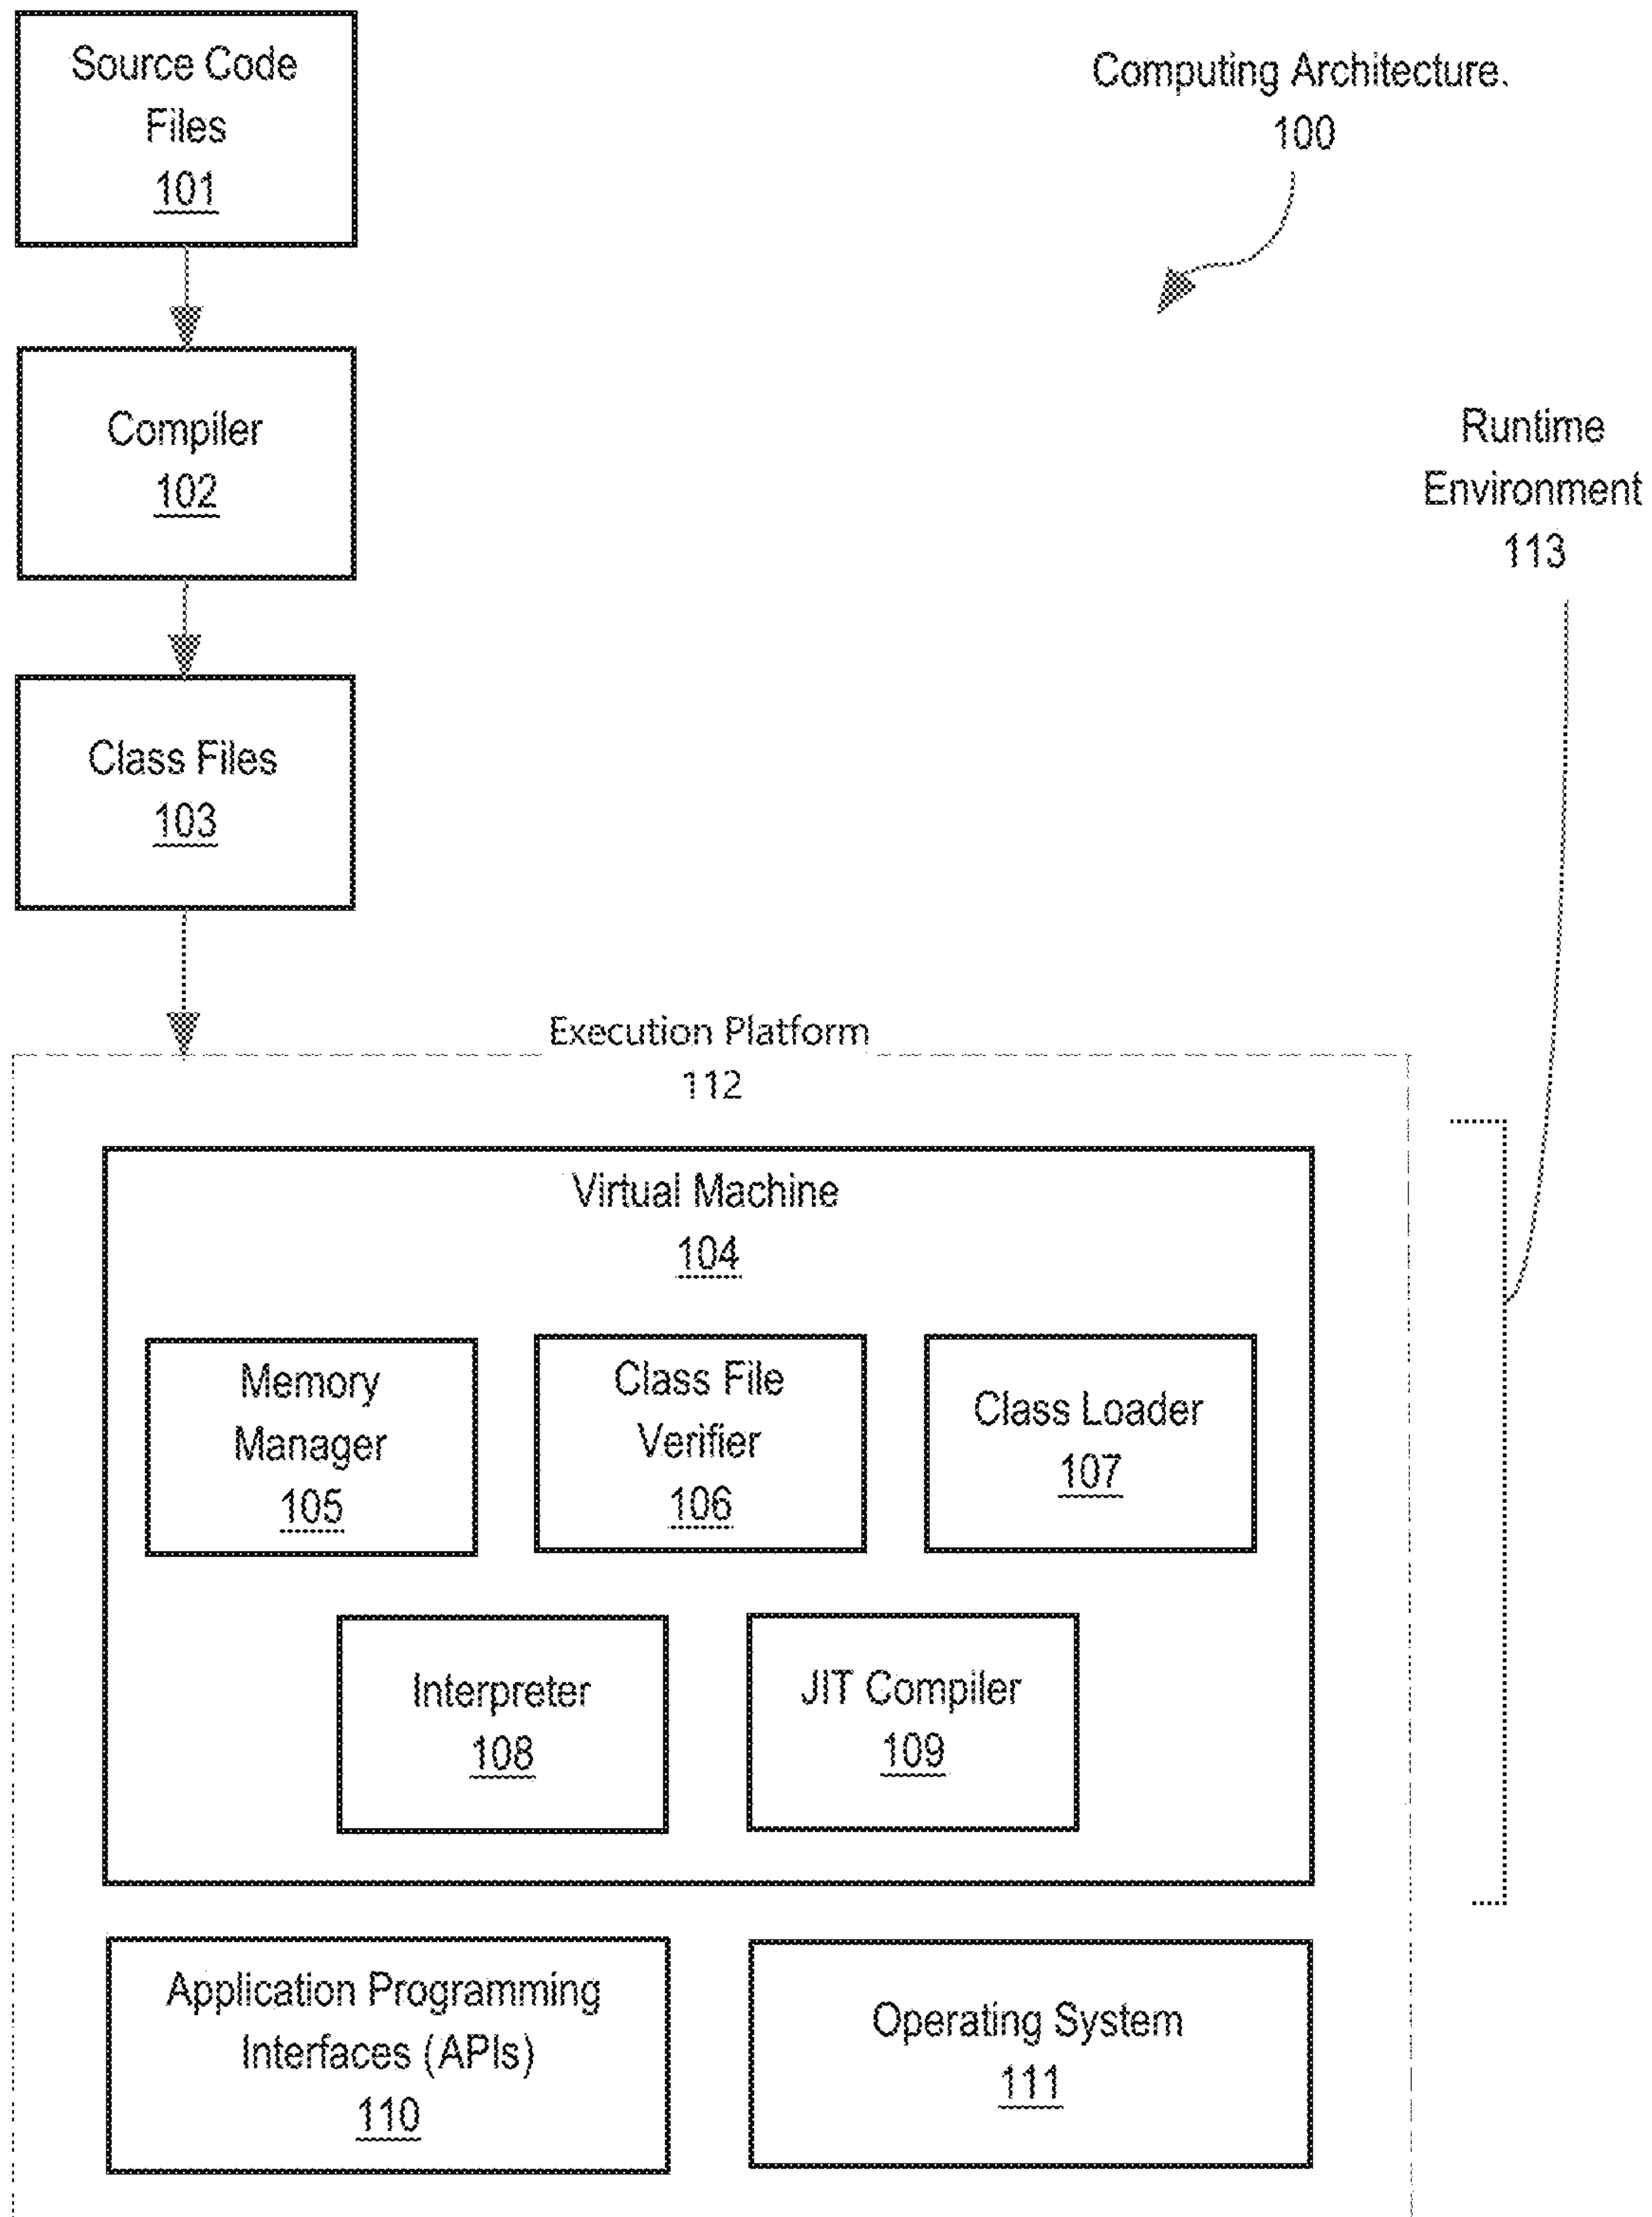 Source Code
Files
101
Computing Architecture.
100
Compiler
102
Runtime
Environment
113
Class Files
103
Execution Platform
112
Virtual Machine
104
Memory
Manager
105
Class File
Verifier
106
Class Loader
107
Interpreter
108
JIT Compiler
109
Application Programming
Interfaces (APIs)
110
Operating System
111